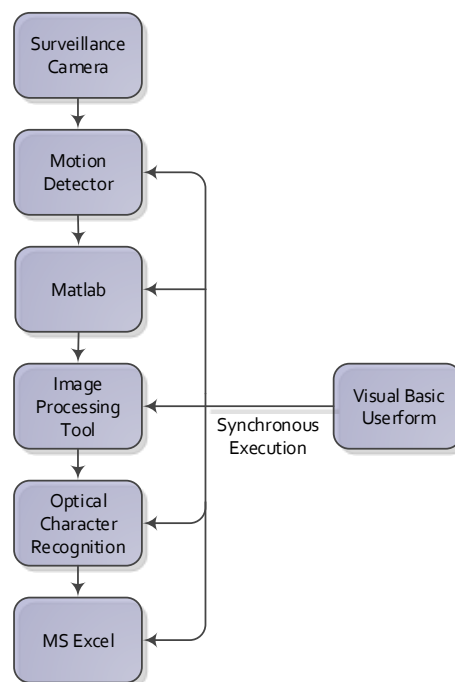 Surveillance
Camera
Motion
Detector
Matlab
Image
Processing
Tool
Visual Basic
Userform
Synchronous
Execution
Optical
Character
Recognition
MS Excel